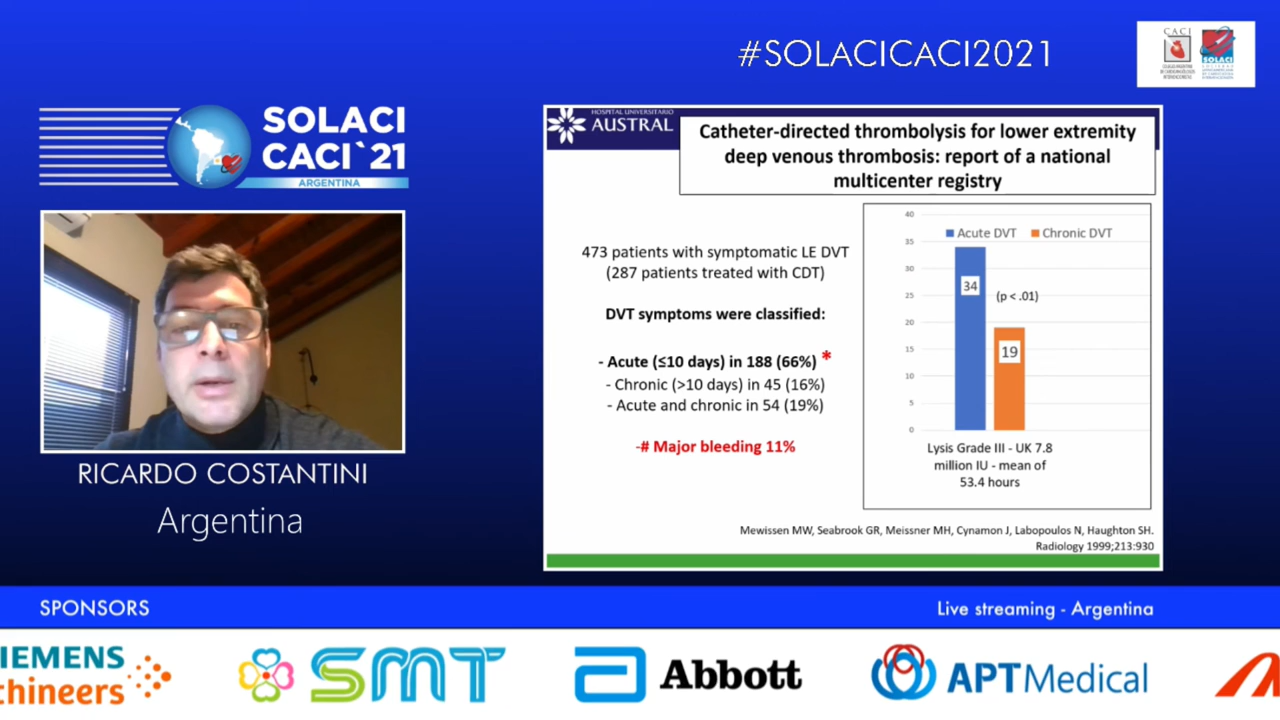 #SOLACICACI2021
CACI
SOLACI
SOLACI
CACI`21
ARGENTINA
RICARDO COSTANTINI
Argentina
HOSPITAL UNIVERSITARIO
AUSTRAL
Catheter-directed thrombolysis for lower extremity
deep venous thrombosis: report of a national
multicenter registry
473 patients with symptomatic LE DVT
(287 patients treated with CDT)
DVT symptoms were classified:
- Acute (≤10 days) in 188 (66%) *
- Chronic (>10 days) in 45 (16%)
- Acute and chronic in 54 (19%)
-# Major bleeding 11%
40
35
30
25
20
15
10
5
0
Acute DVT Chronic DVT
34
(p < .01)
19
Lysis Grade III - UK 7.8
million IU - mean of
53.4 hours
Mewissen MW, Seabrook GR, Meissner MH, Cynamon J, Labopoulos N, Haughton SH.
Radiology 1999;213:930
SPONSORS
Live streaming - Argentina
IEMENS
chineers
SMT
Abbott
APTMedical